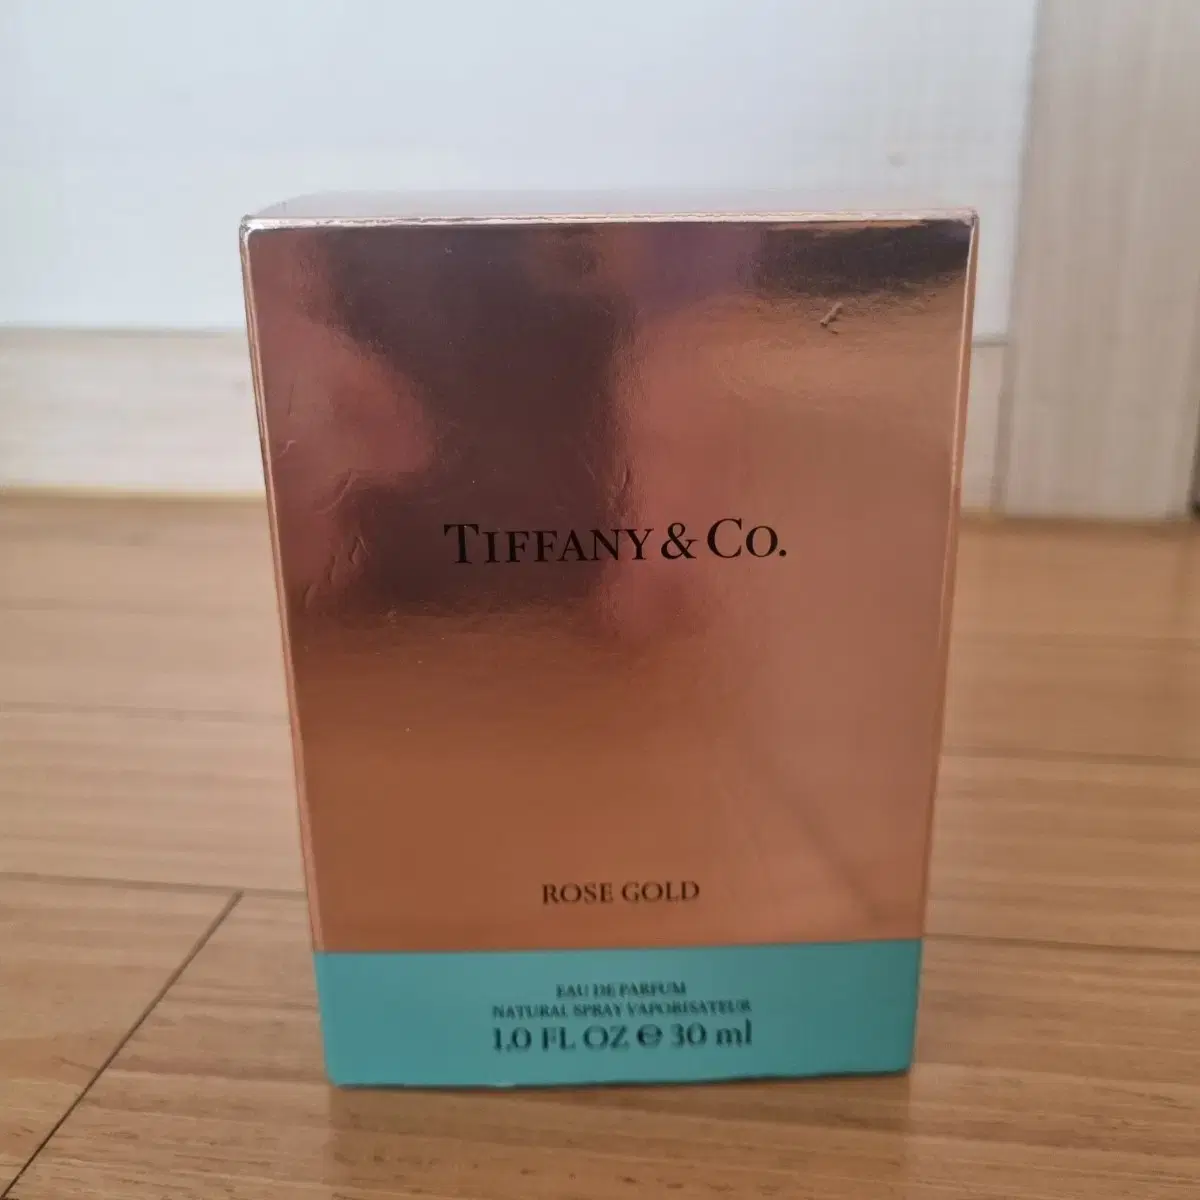 TIFFANY & CO.
ROSE GOLD
EAU DE PARFUM
NATURAL SPRAY VAPORISATEUR
1.0 FL OZ ℮ 30 ml